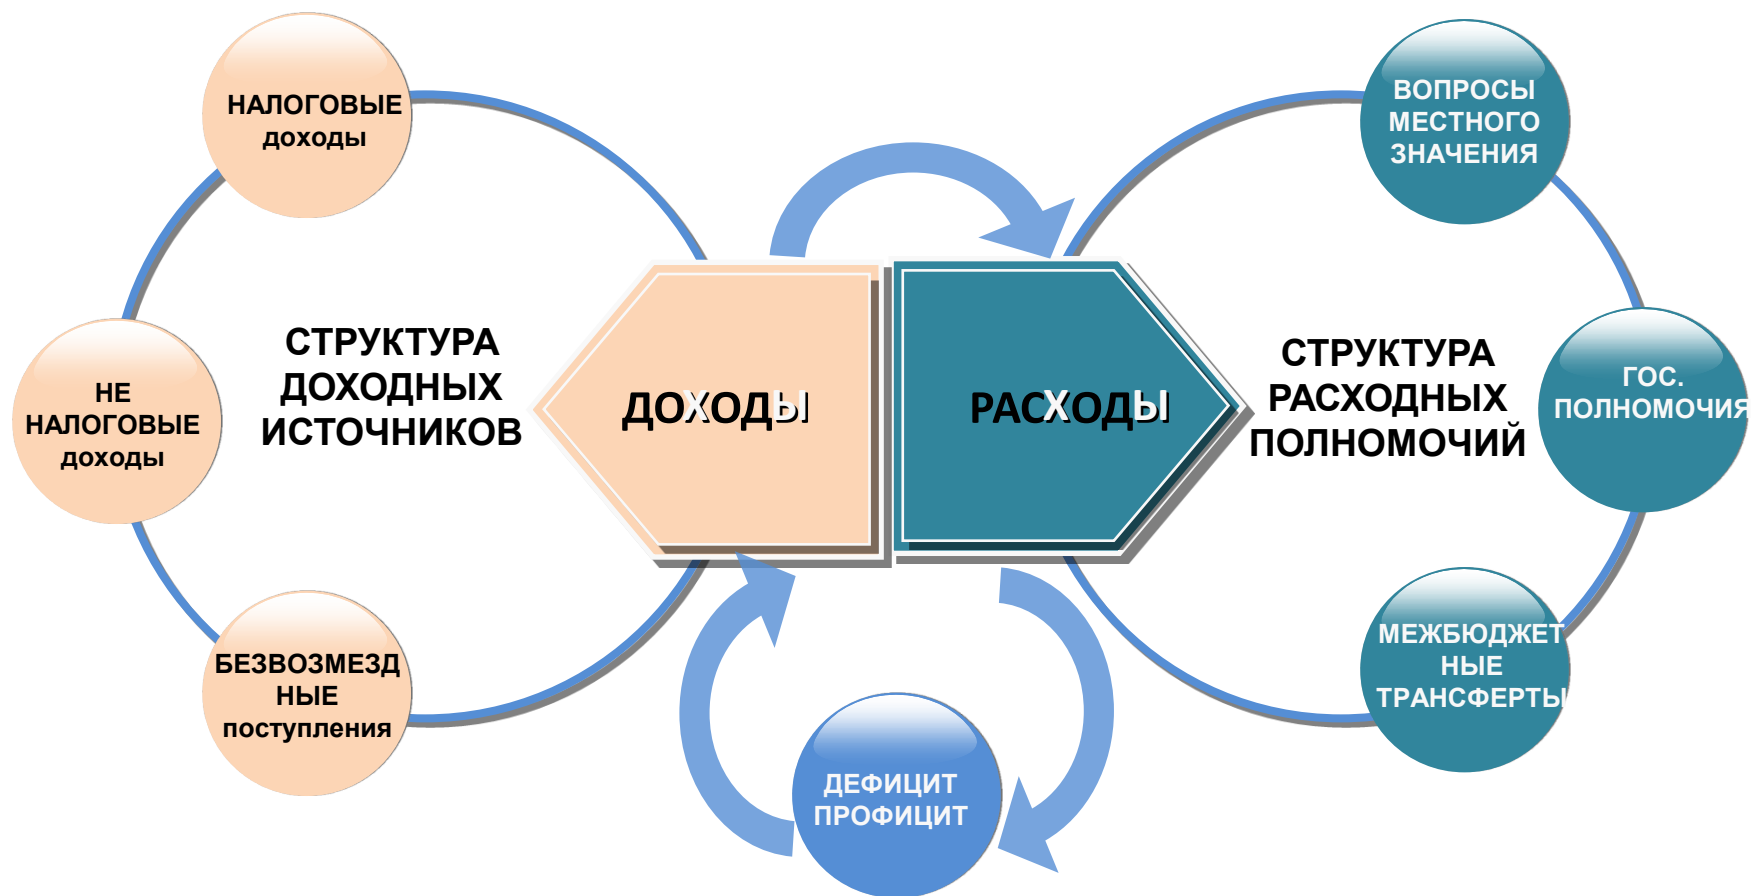 НАЛОГОВЫЕ
доходы
НЕ
НАЛОГОВЫЕ
доходы
БЕЗВОЗМЕЗД
НЫЕ
поступления
СТРУКТУРА
ДОХОДНЫХ
ИСТОЧНИКОВ
ДОХОДЫ
РАСХОДЫ
СТРУКТУРА
РАСХОДНЫХ
ПОЛНОМОЧИЙ
ВОПРОСЫ
МЕСТНОГО
ЗНАЧЕНИЯ
ГОС.
ПОЛНОМОЧИЯ
МЕЖБЮДЖЕТ
НЫЕ
ТРАНСФЕРТЫ
ДЕФИЦИТ
ПРОФИЦИТ